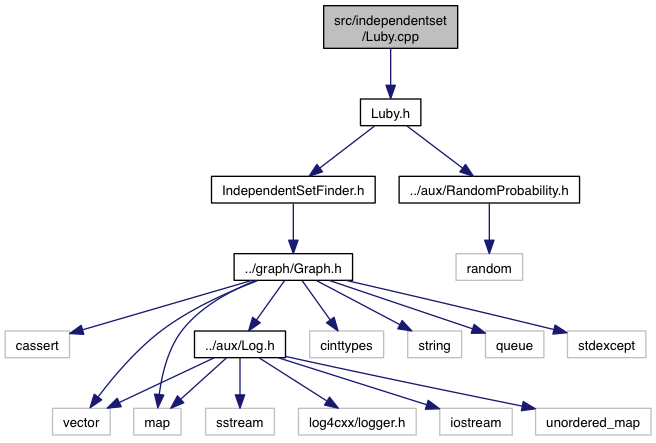 src/independentset
/Luby.cpp
Luby.h
IndependentSetFinder.h
../aux/RandomProbability.h
../graph/Graph.h
random
cassert
../aux/Log.h
cinttypes
string
queue
stdexcept
vector
map
sstream
log4cxx/logger.h
iostream
unordered_map